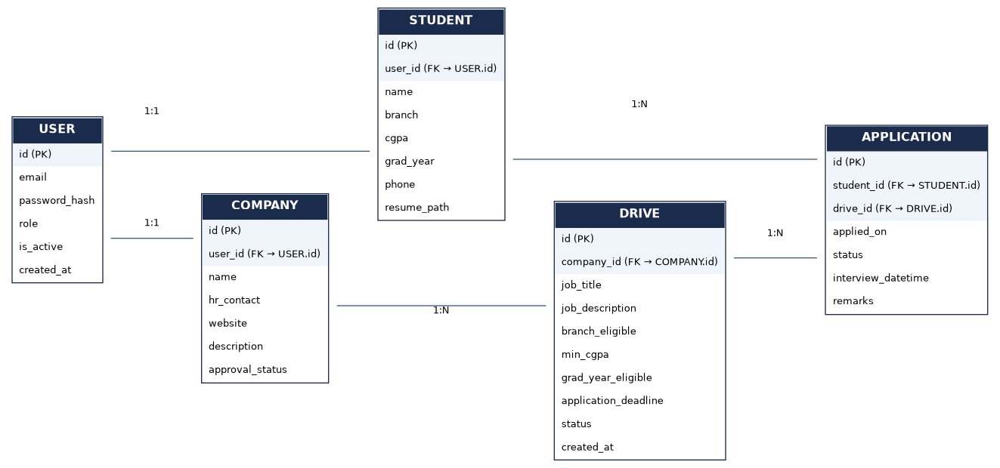 STUDENT
id (PK)
user_id (FK → USER.id)
name
branch
cgpa
grad_year
phone
resume_path
1:1
1:N
USER
id (PK)
email
password_hash
role
is_active
created_at
1:1
COMPANY
id (PK)
user_id (FK → USER.id)
name
hr_contact
website
description
approval_status
1:N
DRIVE
id (PK)
company_id (FK → COMPANY.id)
job_title
job_description
branch_eligible
min_cgpa
grad_year_eligible
application_deadline
status
created_at
1:N
APPLICATION
id (PK)
student_id (FK → STUDENT.id)
drive_id (FK → DRIVE.id)
applied_on
status
interview_datetime
remarks